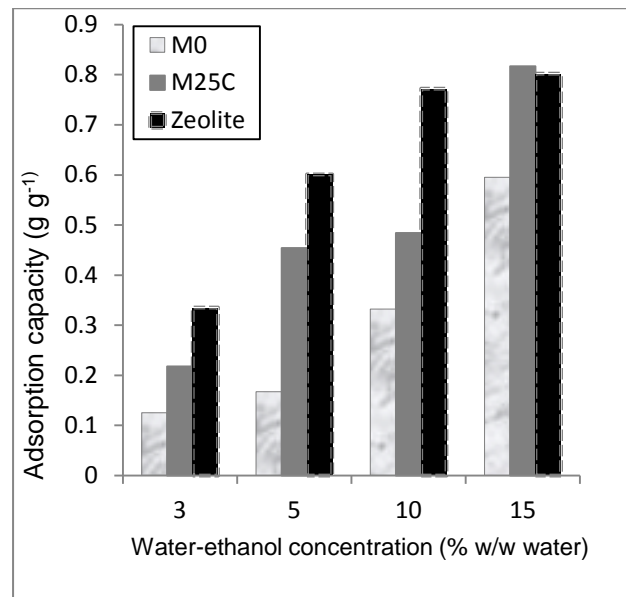 0.9
0.8
0.7
0.6
0.5
0.4
0.3
0.2
0.1
0
Adsorption capacity (g g⁻¹)
M0
M25C
Zeolite
3 5 10 15
Water-ethanol concentration (% w/w water)